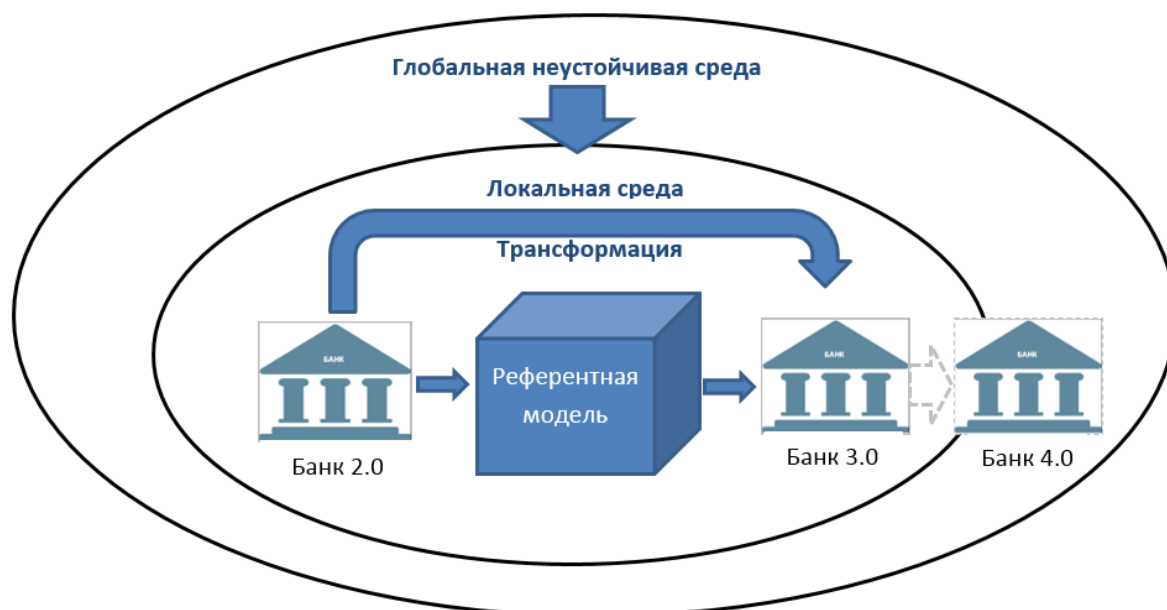 Глобальная неустойчивая среда
Локальная среда
Трансформация
БАНК
Референтная
модель
БАНК
БАНК
Банк 2.0
Банк 3.0
Банк 4.0